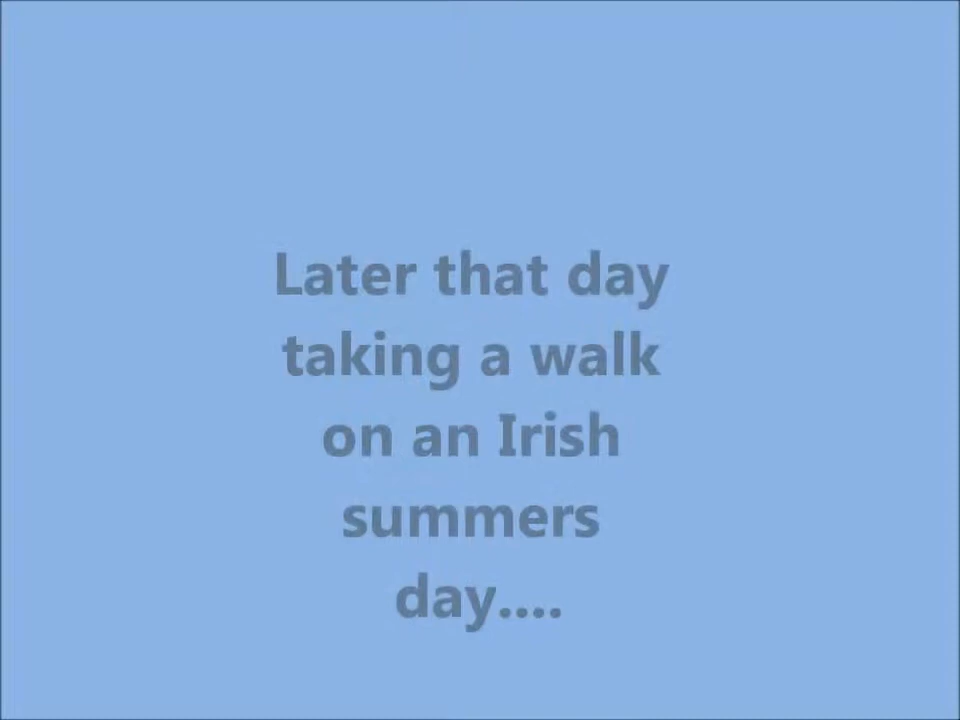 Later that day
taking a walk
on an Irish
summers
day....